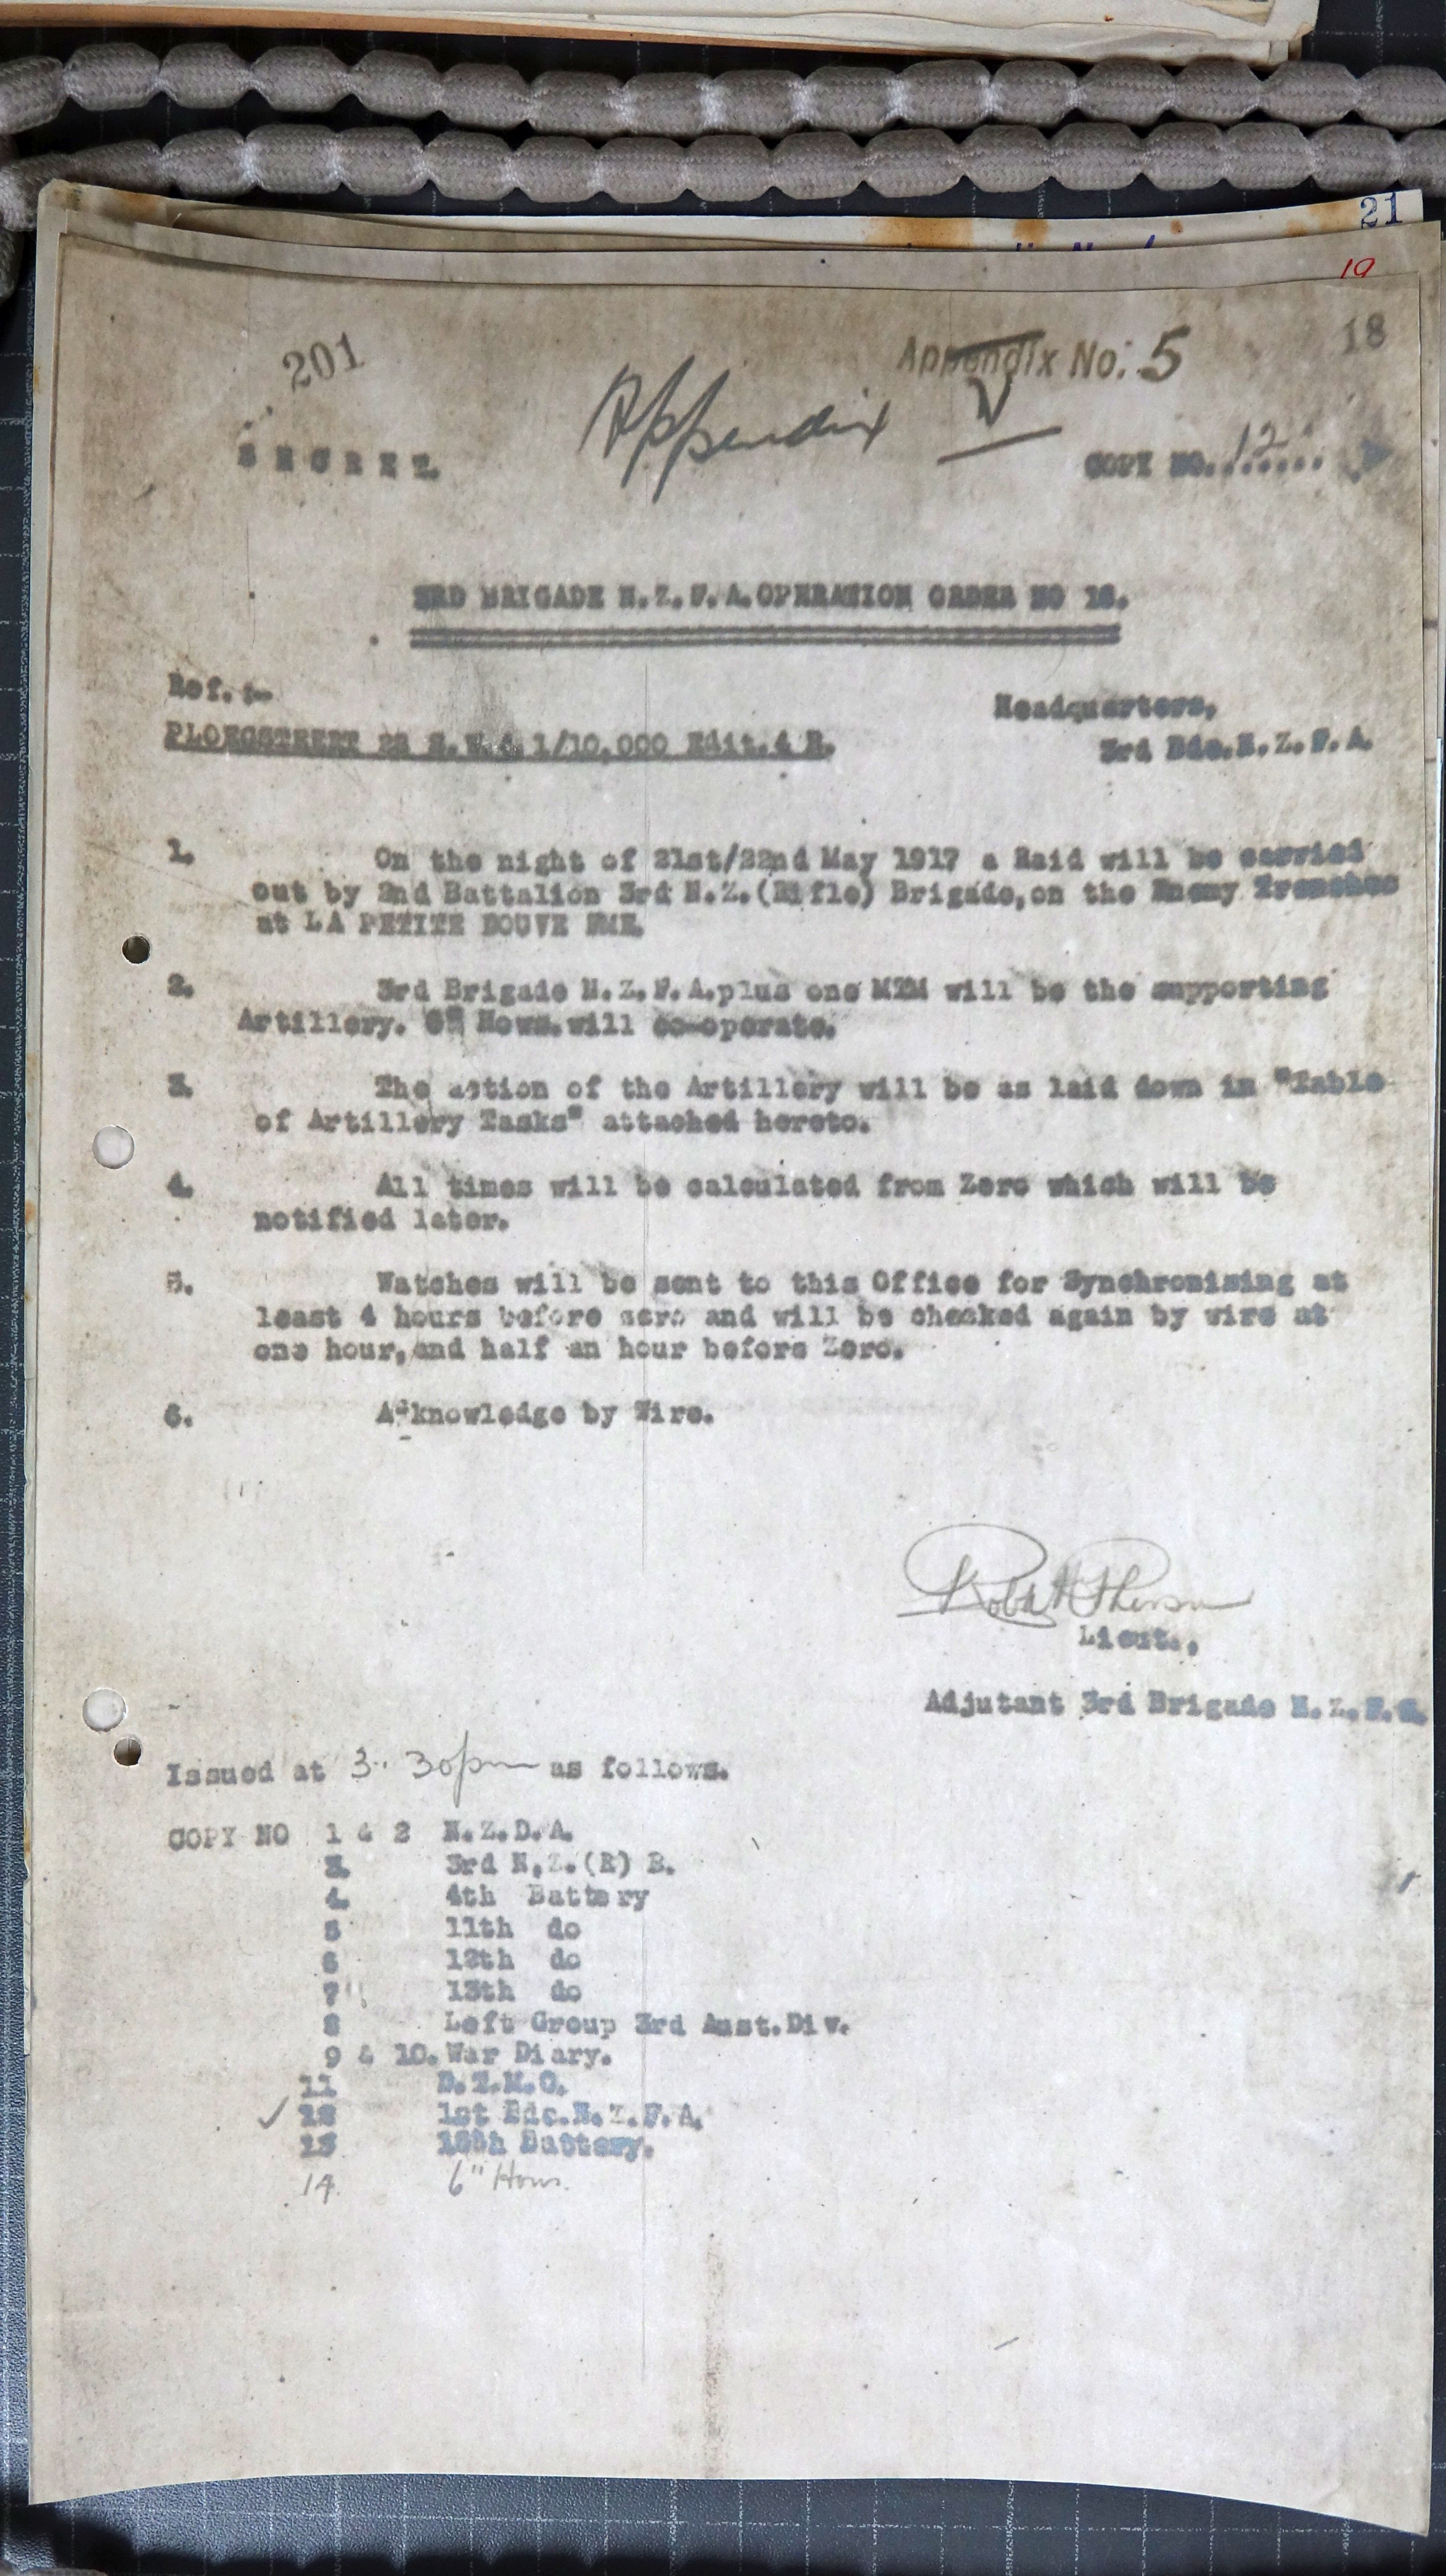 21
19
18
201
Appendix No. 5
Appendix V
SECRET.
COPY NO. 12
3RD BRIGADE N.Z.F.A. OPERATION ORDER NO 16.
Ref. :-
Headquarters,
PLOEGSTEERT 28 S.W.4. 1/10,000 Edit. 4 B.
3rd Bde. N.Z.F.A.
1. On the night of 21st/22nd May 1917 a Raid will be carried
out by 2nd Battalion 3rd N.Z.(Rifle) Brigade, on the Enemy Trenches
at LA PETITE DOUVE FME.
2. 3rd Brigade N.Z.F.A. plus one MTM will be the supporting
Artillery. 6" Hows. will co-operate.
3. The action of the Artillery will be as laid down in "Table
of Artillery Tasks" attached hereto.
4. All times will be calculated from Zero which will be
notified later.
5. Watches will be sent to this Office for Synchronising at
least 4 hours before zero and will be checked again by wire at
one hour, and half an hour before Zero.
6. Acknowledge by Wire.
Lieut.,
Adjutant 3rd Brigade N.Z.F.A.
Issued at 3.30pm as follows.
COPY NO 1 & 2 N.Z.D.A.
3. 3rd N.Z.(R) B.
4. 4th Battery
5 11th do
6 12th do
7 13th do
8 Left Group 3rd Aust. Div.
9 & 10. War Diary.
11 D.T.M.O.
✓ 12 1st Bde. N.Z.F.A.
13 15th Battery.
14. 6" Hows.